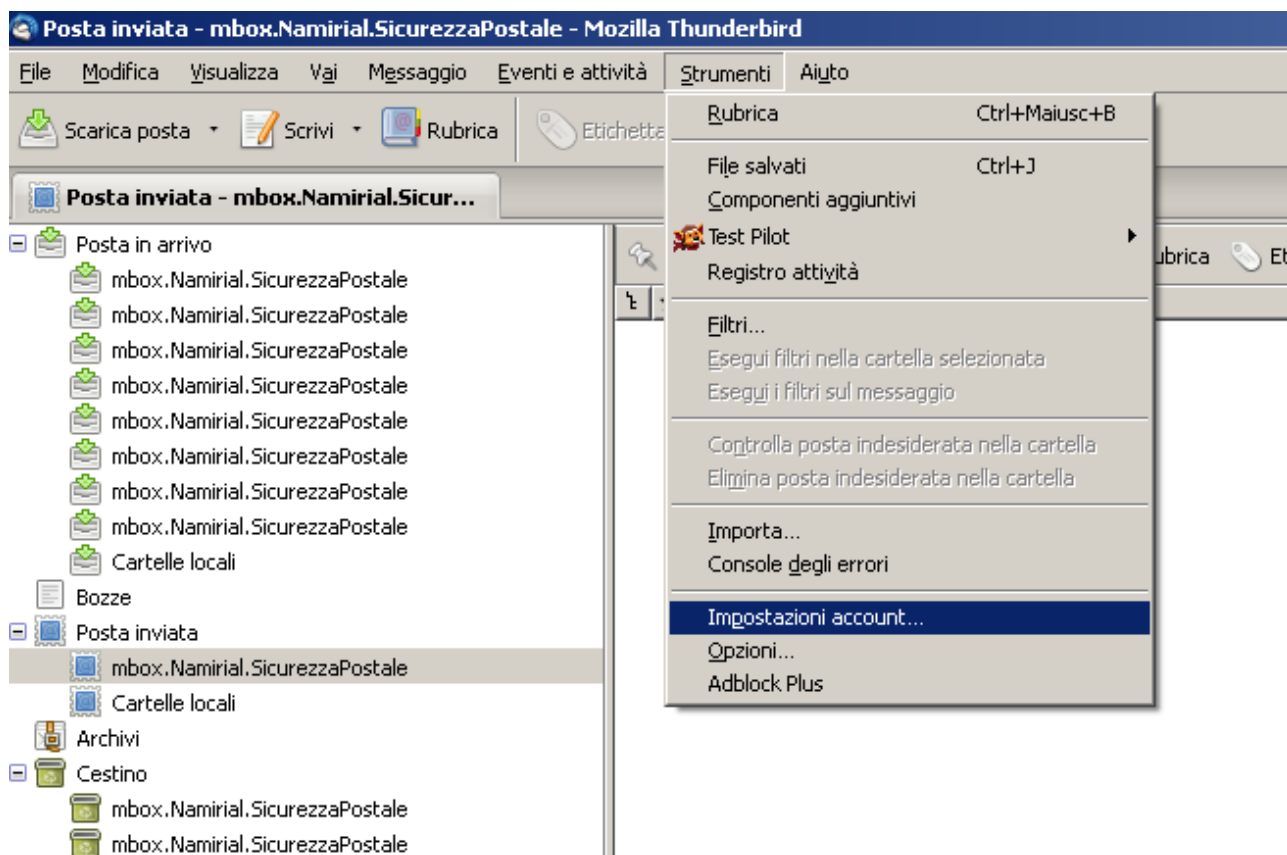 Posta inviata - mbox.Namirial.SicurezzaPostale - Mozilla Thunderbird
File Modifica Visualizza Vai Messaggio Eventi e attività Strumenti Aiuto
Scarica posta Scrivi Rubrica Etichetta
Posta inviata - mbox.Namirial.Sicur...
Posta in arrivo
mbox.Namirial.SicurezzaPostale
mbox.Namirial.SicurezzaPostale
mbox.Namirial.SicurezzaPostale
mbox.Namirial.SicurezzaPostale
mbox.Namirial.SicurezzaPostale
mbox.Namirial.SicurezzaPostale
mbox.Namirial.SicurezzaPostale
mbox.Namirial.SicurezzaPostale
Cartelle locali
Bozze
Posta inviata
mbox.Namirial.SicurezzaPostale
Cartelle locali
Archivi
Cestino
mbox.Namirial.SicurezzaPostale
mbox.Namirial.SicurezzaPostale
Rubrica Ctrl+Maiusc+B
File salvati Ctrl+J
Componenti aggiuntivi
Test Pilot
Registro attività
Filtri...
Esegui filtri nella cartella selezionata
Esegui i filtri sul messaggio
Controlla posta indesiderata nella cartella
Elimina posta indesiderata nella cartella
Importa...
Console degli errori
Impostazioni account...
Opzioni...
Adblock Plus
ubrica Et